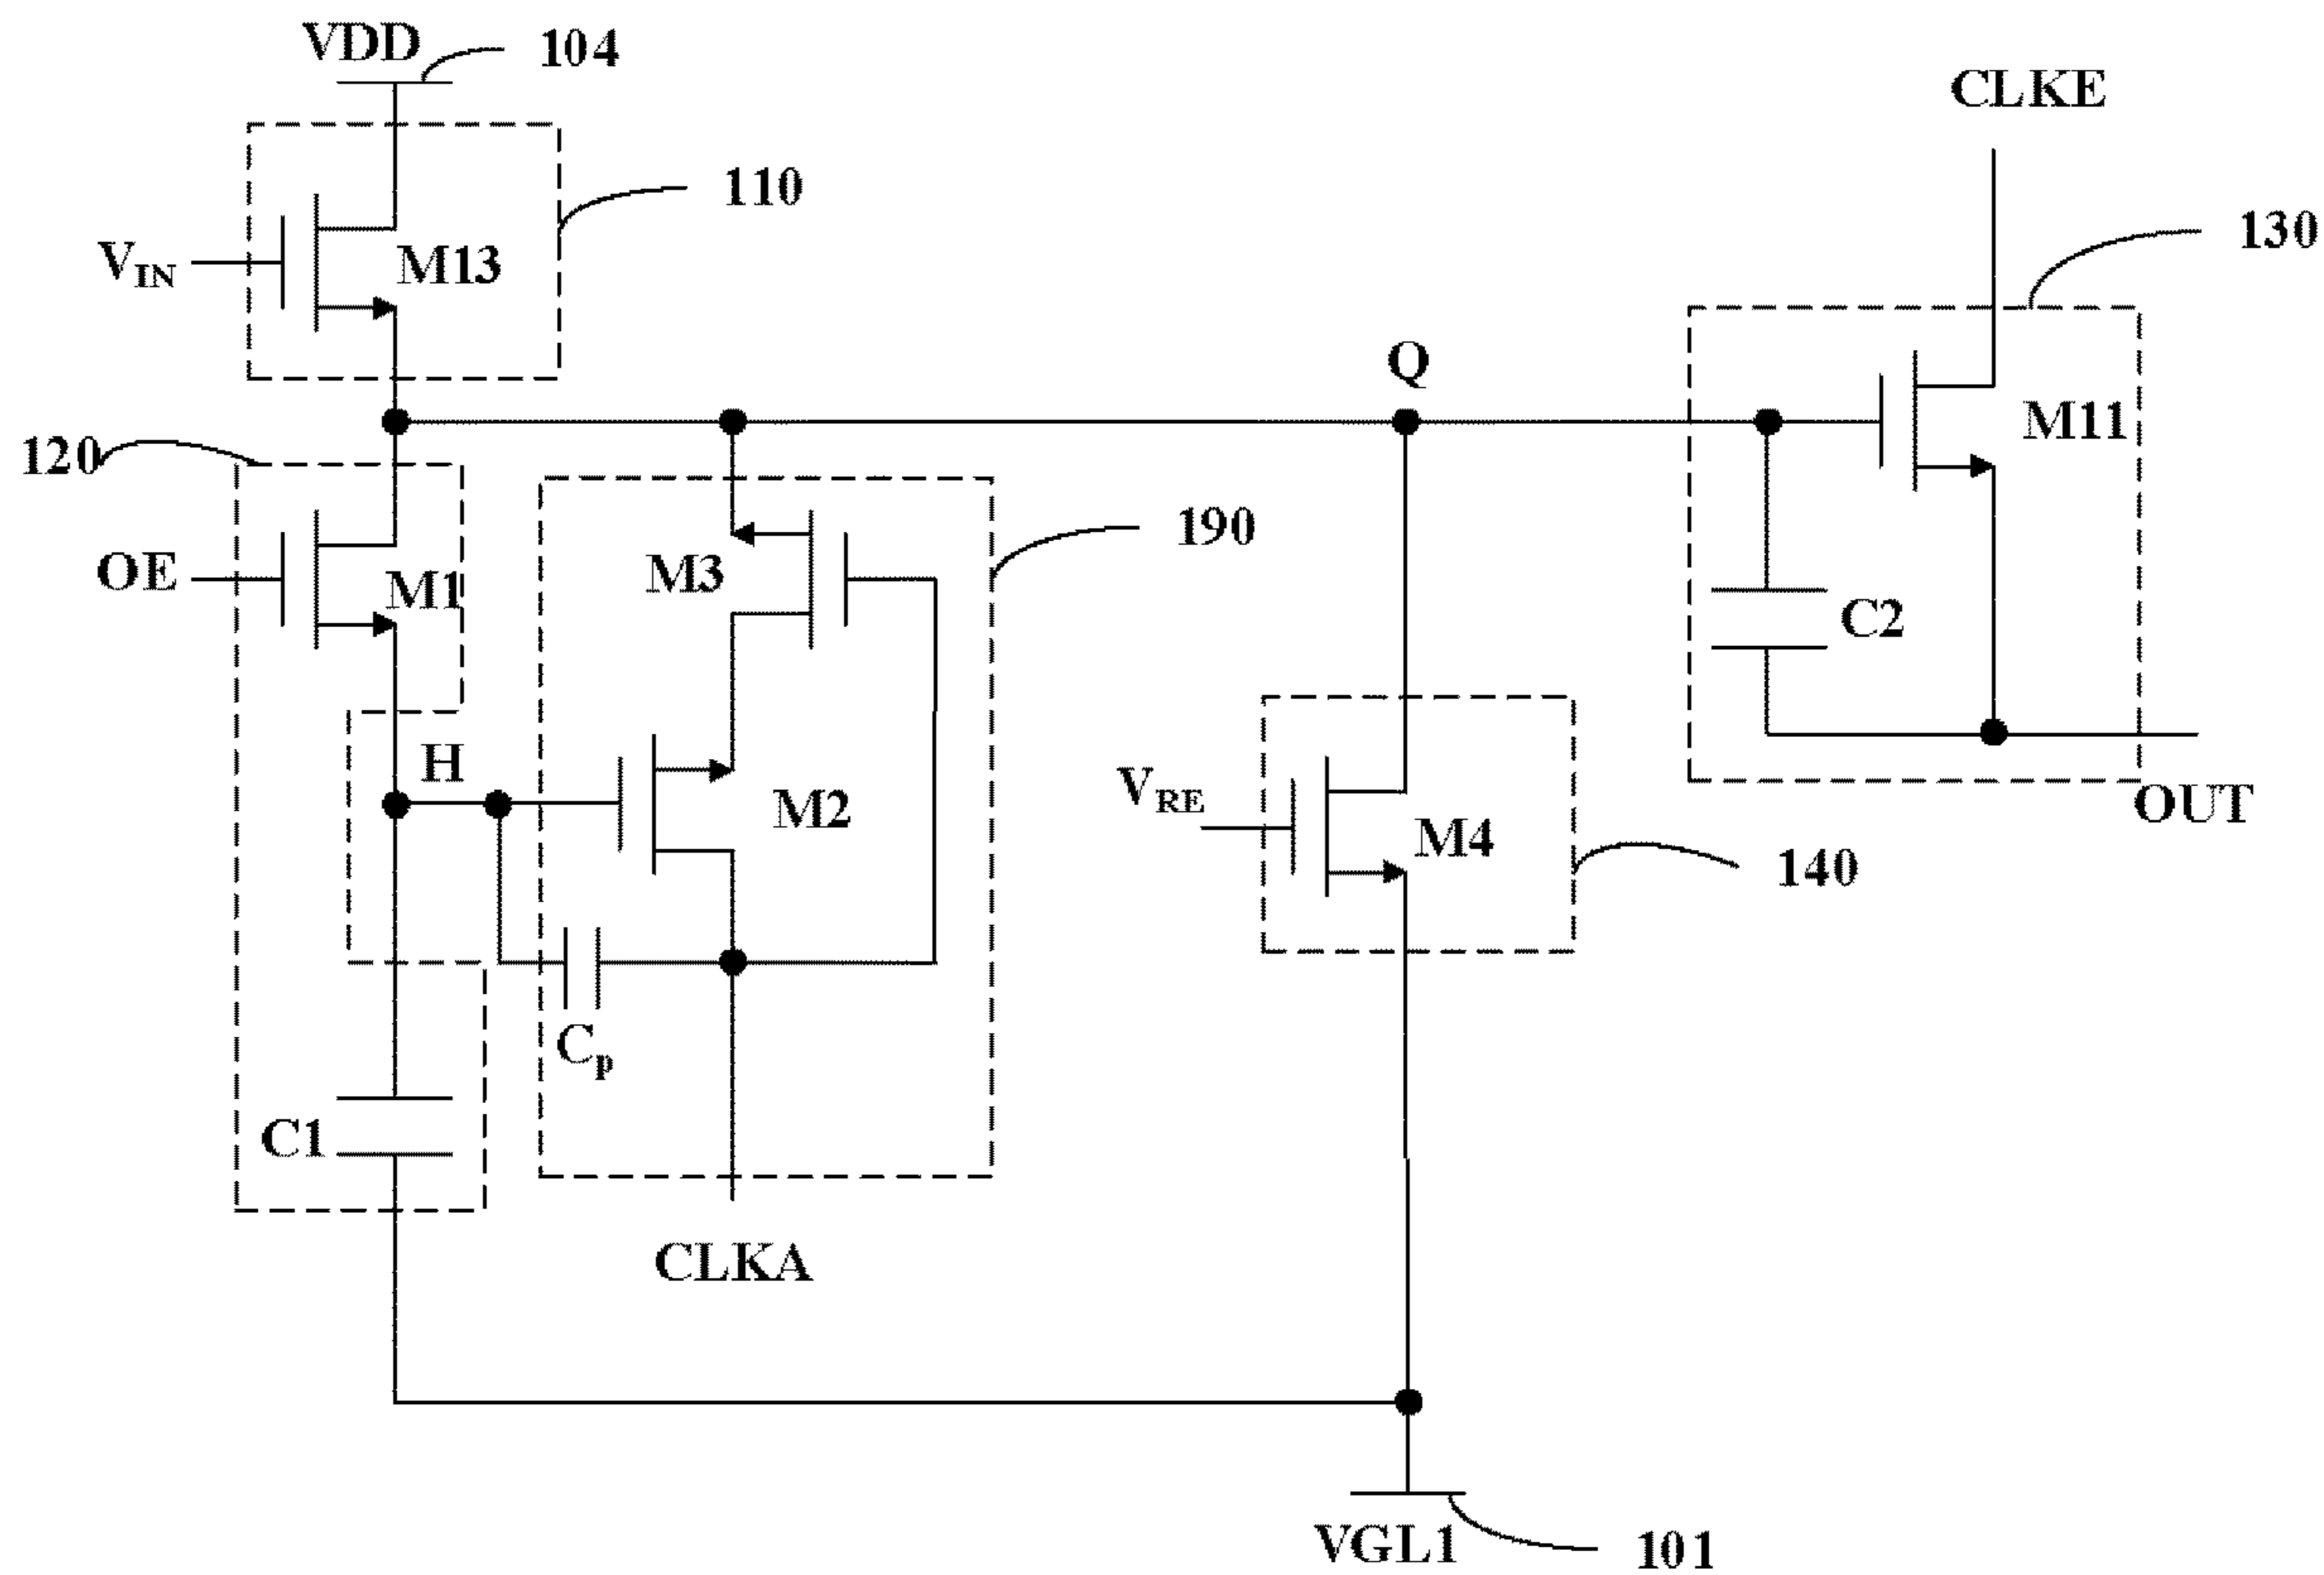 VDD
104
CLKE
110
130
V_IN
M13
Q
M11
120
190
OE
M1
M3
C2
H
V_RE
M2
OUT
M4
140
C_p
C1
CLKA
VGL1
101